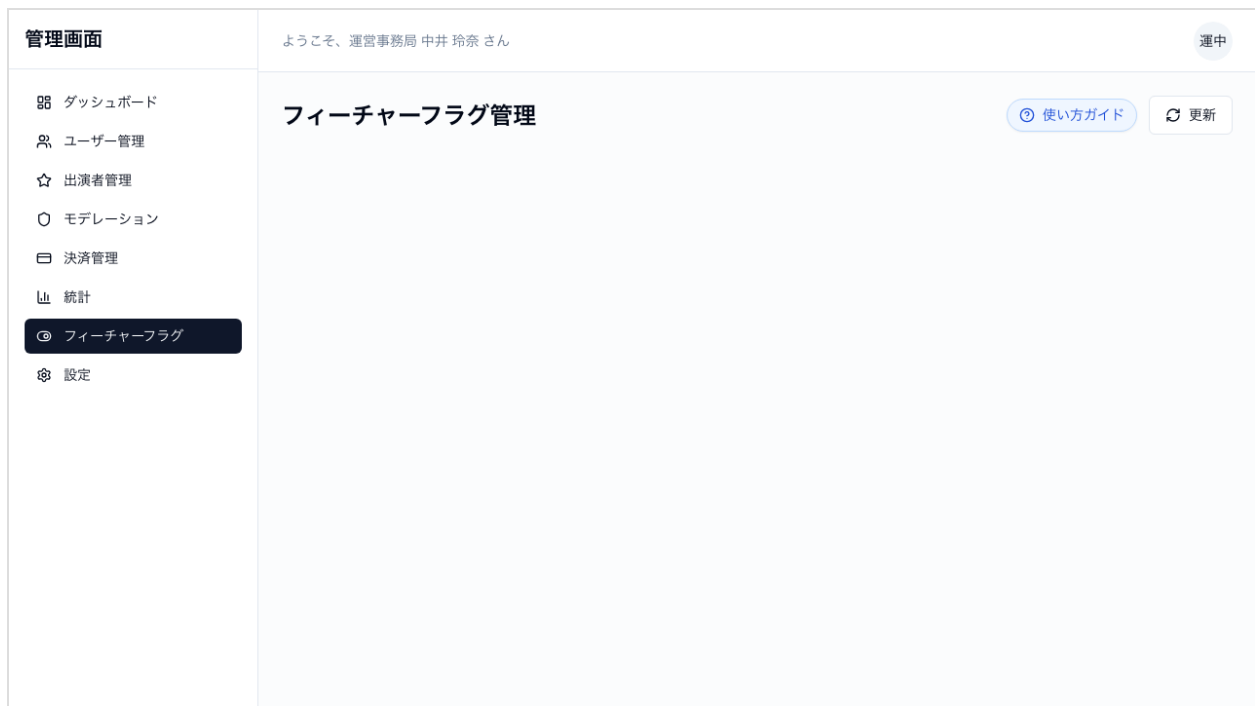 管理画面
ようこそ、運営事務局 中井 玲奈 さん
運中
ダッシュボード
ユーザー管理
出演者管理
モデレーション
決済管理
統計
フィーチャーフラグ
設定
フィーチャーフラグ管理
使い方ガイド
更新